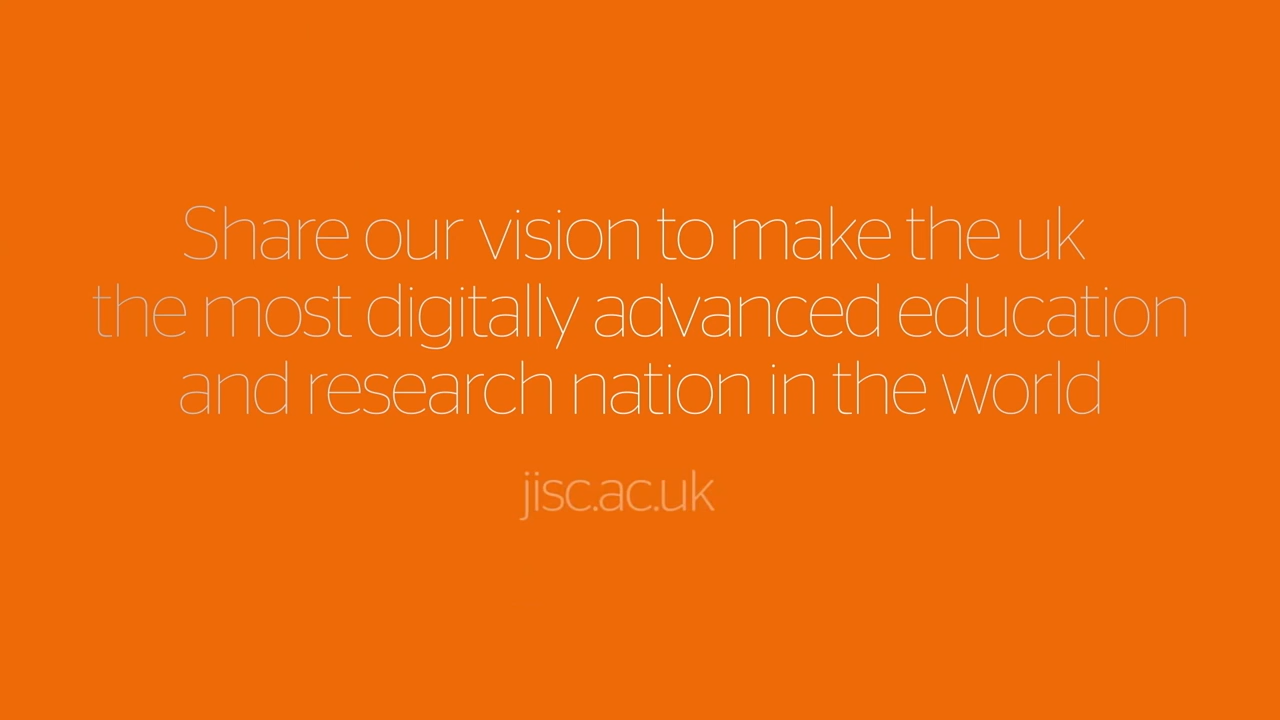 Share our vision to make the uk
the most digitally advanced education
and research nation in the world
jisc.ac.uk